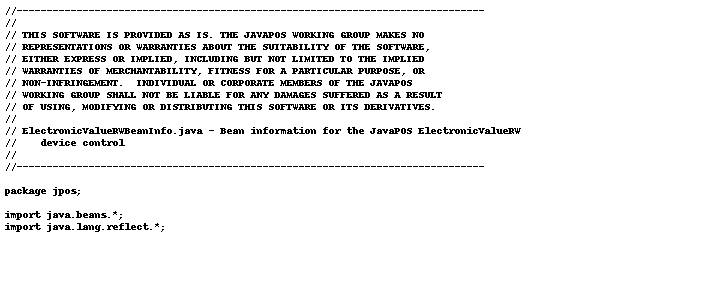 //------------------------------------------------------------------------------
//
// THIS SOFTWARE IS PROVIDED AS IS. THE JAVAPOS WORKING GROUP MAKES NO
// REPRESENTATIONS OR WARRANTIES ABOUT THE SUITABILITY OF THE SOFTWARE,
// EITHER EXPRESS OR IMPLIED, INCLUDING BUT NOT LIMITED TO THE IMPLIED
// WARRANTIES OF MERCHANTABILITY, FITNESS FOR A PARTICULAR PURPOSE, OR
// NON-INFRINGEMENT.  INDIVIDUAL OR CORPORATE MEMBERS OF THE JAVAPOS
// WORKING GROUP SHALL NOT BE LIABLE FOR ANY DAMAGES SUFFERED AS A RESULT
// OF USING, MODIFYING OR DISTRIBUTING THIS SOFTWARE OR ITS DERIVATIVES.
//
// ElectronicValueRWBeanInfo.java - Bean information for the JavaPOS ElectronicValueRW
//    device control
//
//------------------------------------------------------------------------------
package jpos;
import java.beans.*;
import java.lang.reflect.*;